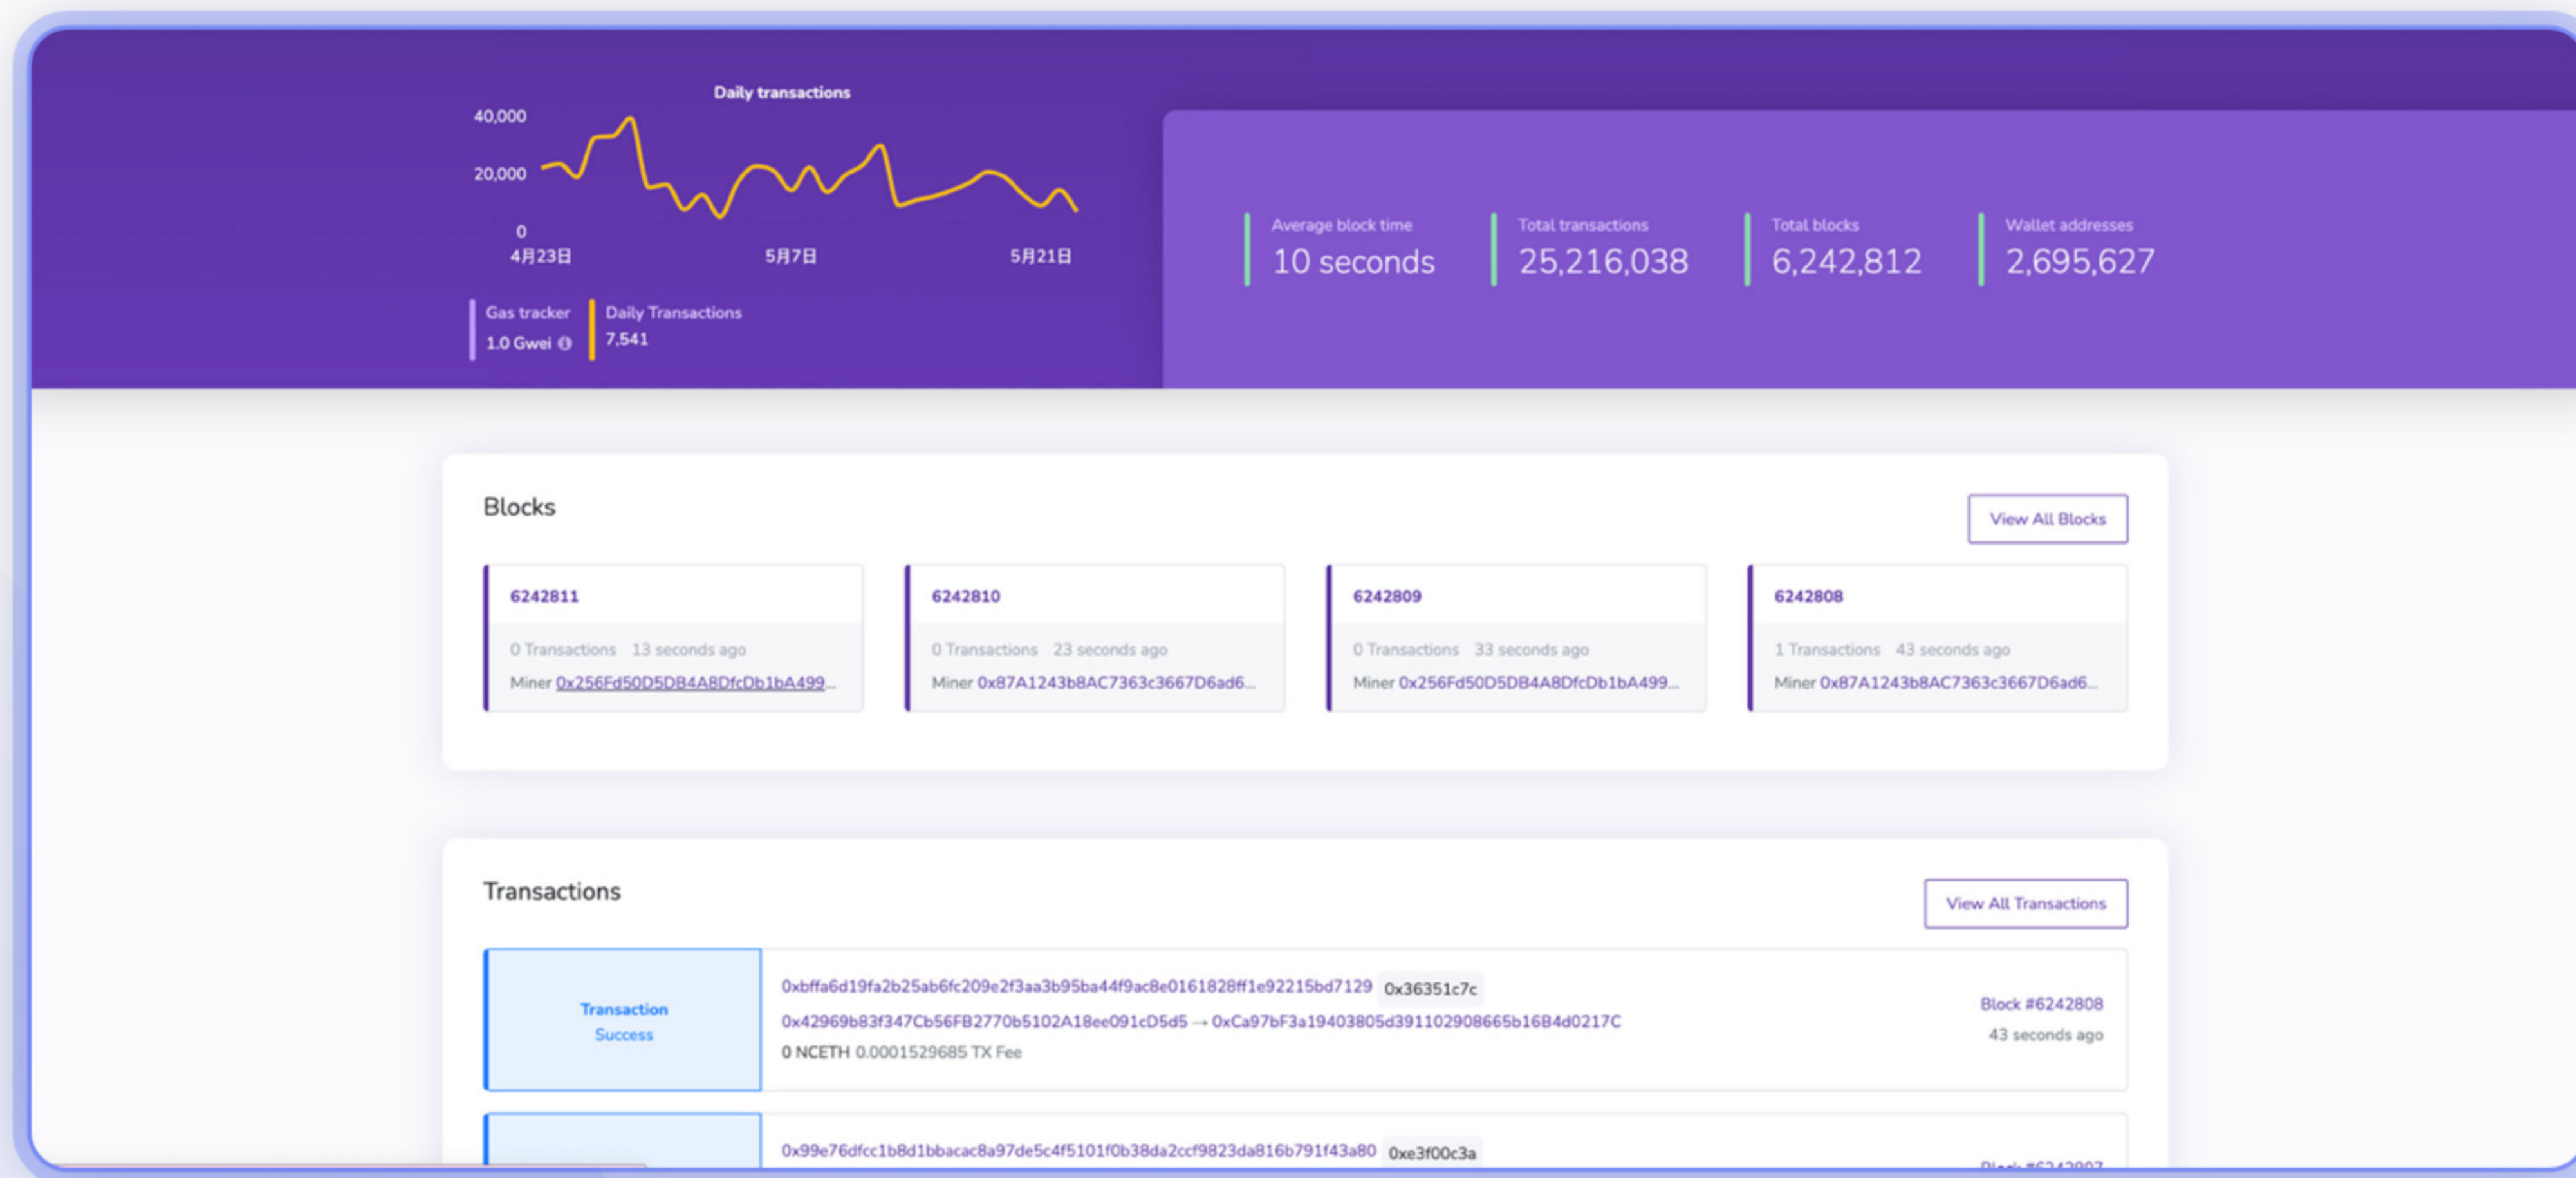 Daily transactions
40,000
20,000
0
4月23日 5月7日 5月21日
Gas tracker
1.0 Gwei
Daily Transactions
7,541
Average block time
10 seconds
Total transactions
25,216,038
Total blocks
6,242,812
Wallet addresses
2,695,627
Blocks
View All Blocks
6242811
0 Transactions 13 seconds ago
Miner 0x256Fd50D5DB4A8DfcDb1bA499...
6242810
0 Transactions 23 seconds ago
Miner 0x87A1243b8AC7363c3667D6ad6...
6242809
0 Transactions 33 seconds ago
Miner 0x256Fd50D5DB4A8DfcDb1bA499...
6242808
1 Transactions 43 seconds ago
Miner 0x87A1243b8AC7363c3667D6ad6...
Transactions
View All Transactions
Transaction
Success
0xbffa6d19fa2b25ab6fc209e2f3aa3b95ba44f9ac8e0161828ff1e92215bd7129 0x36351c7c
0x42969b83f347Cb56FB2770b5102A18ee091cD5d5 → 0xCa97bF3a19403805d391102908665b16B4d0217C
0 NCETH 0.0001529685 TX Fee
Block #6242808
43 seconds ago
0x99e76dfcc1b8d1bbacac8a97de5c4f5101f0b38da2ccf9823da816b791f43a80 0xe3f00c3a
Block #6242807